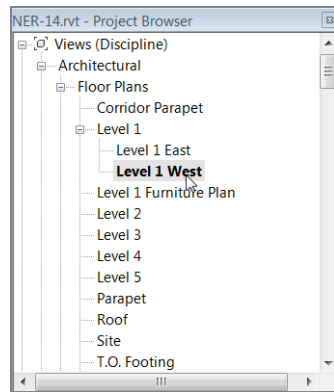 NER-14.rvt - Project Browser
Views (Discipline)
Architectural
Floor Plans
Corridor Parapet
Level 1
Level 1 East
Level 1 West
Level 1 Furniture Plan
Level 2
Level 3
Level 4
Level 5
Parapet
Roof
Site
T.O. Footing